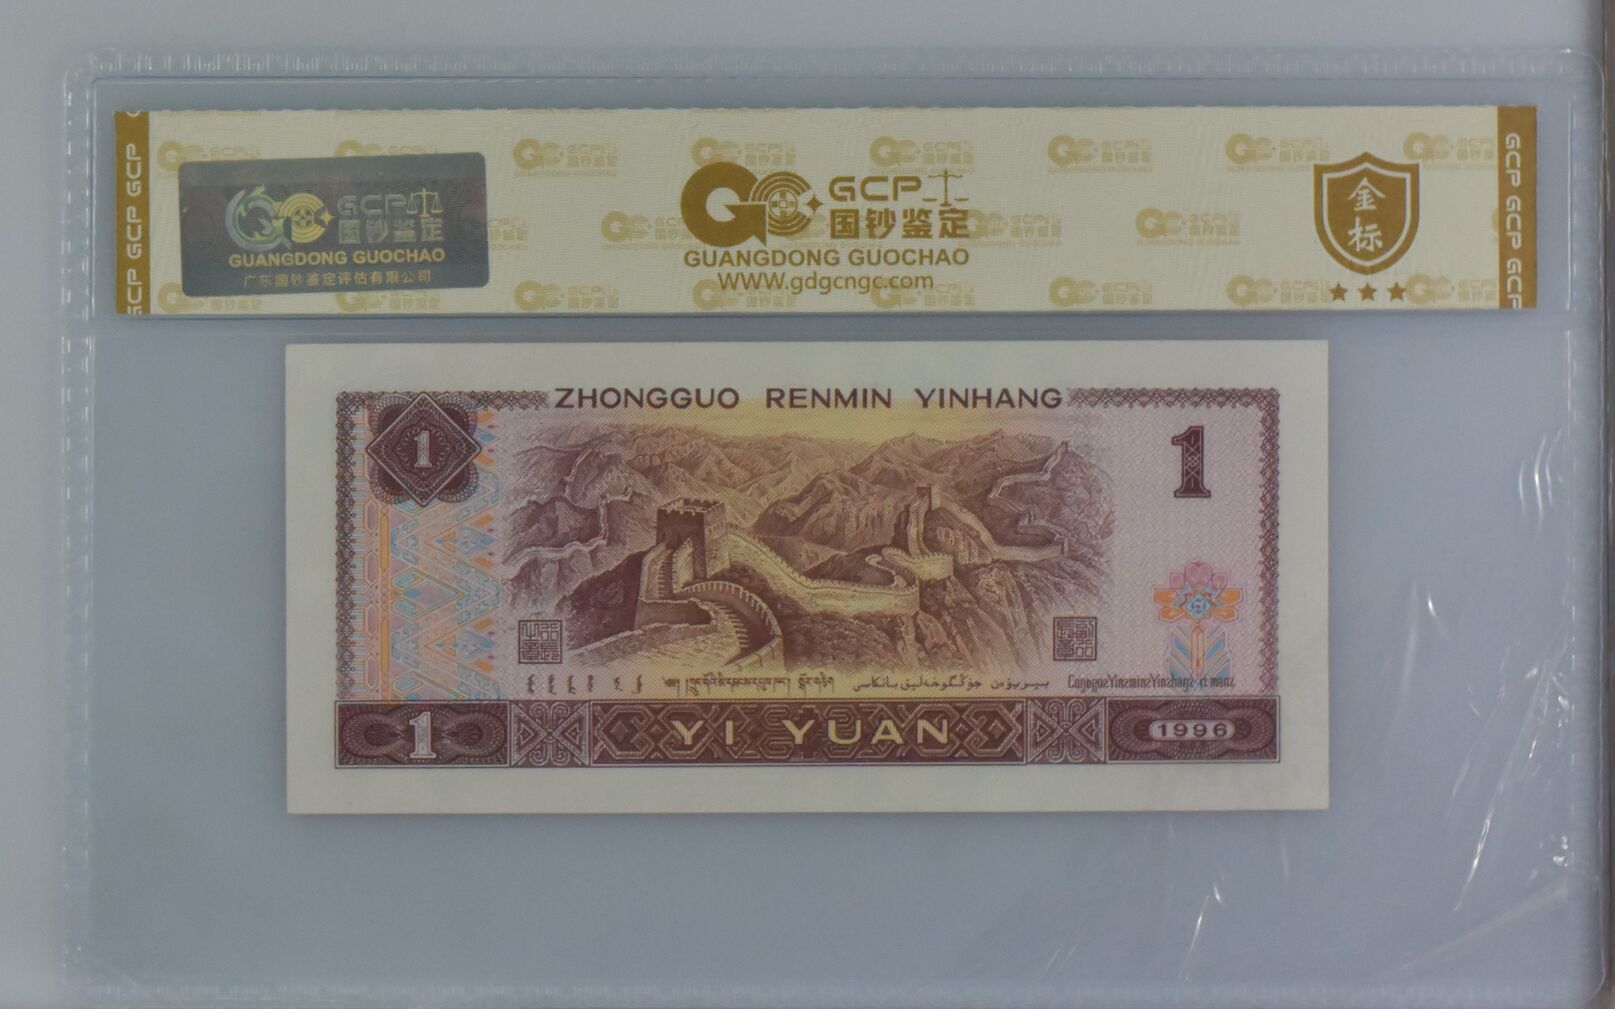 GCP GCP GCP
GCP
国钞鉴定
GUANGDONG GUOCHAO
广东国钞鉴定评估有限公司
GCP
国钞鉴定
GUANGDONG GUOCHAO
WWW.gdgcngc.com
金标
GCP GCP GCP
ZHONGGUO RENMIN YINHANG
1
1
1
YI YUAN
1996